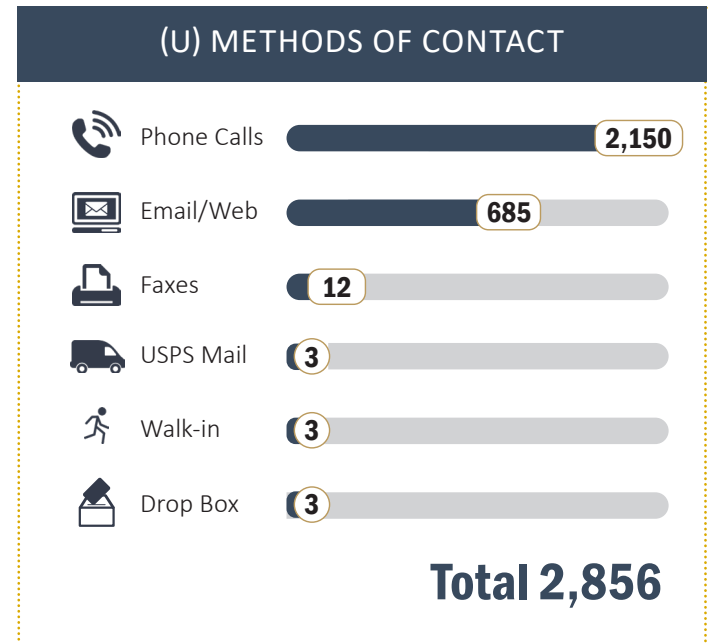 (U) METHODS OF CONTACT
Phone Calls 2,150
Email/Web 685
Faxes 12
USPS Mail 3
Walk-in 3
Drop Box 3
Total 2,856